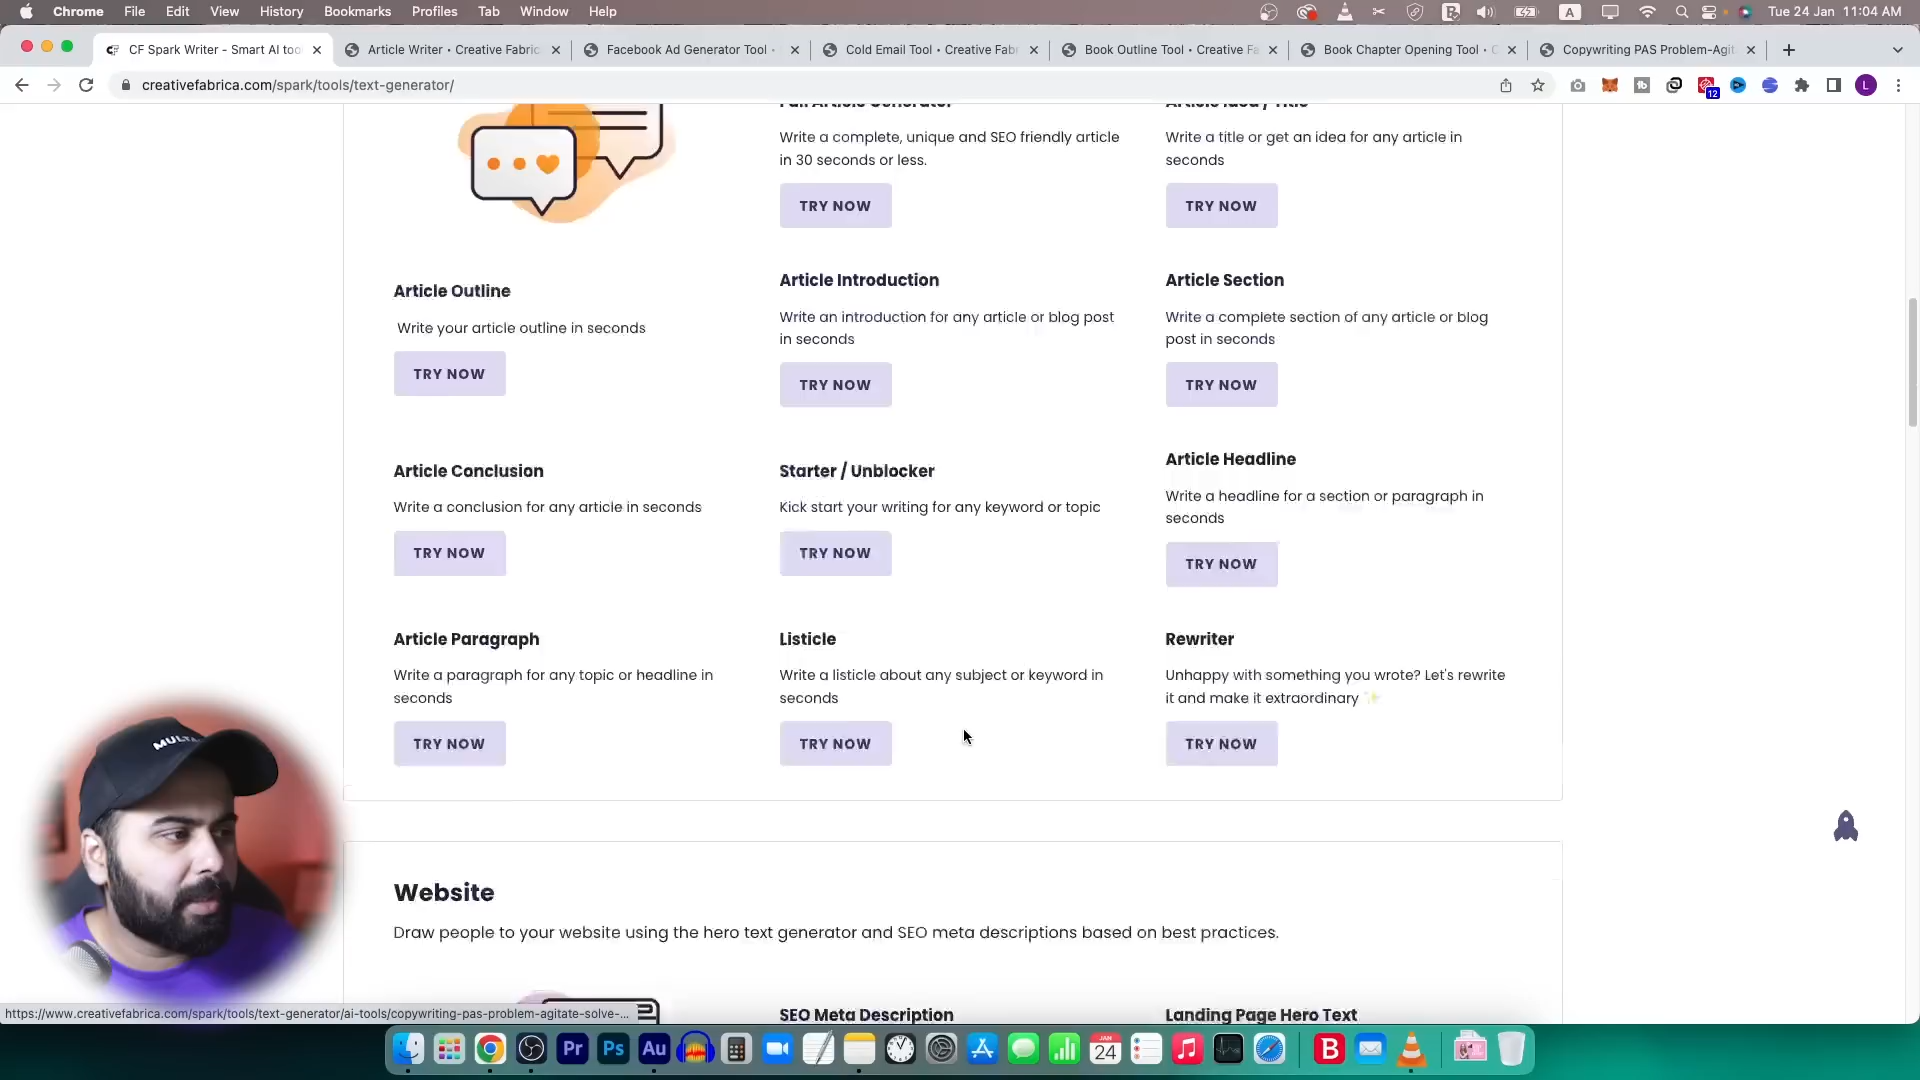 Chrome File Edit View History Bookmarks Profiles Tab Window Help
A
Tue 24 Jan 11:04 AM
CF Spark Writer - Smart AI too
Article Writer • Creative Fabric
Facebook Ad Generator Tool •
Cold Email Tool • Creative Fabr
Book Outline Tool • Creative Fa
Book Chapter Opening Tool • C
Copywriting PAS Problem-Agit
creativefabrica.com/spark/tools/text-generator/
12
L
Write a complete, unique and SEO friendly article
in 30 seconds or less.
TRY NOW
Write a title or get an idea for any article in
seconds
TRY NOW
Article Outline
Write your article outline in seconds
TRY NOW
Article Introduction
Write an introduction for any article or blog post
in seconds
TRY NOW
Article Section
Write a complete section of any article or blog
post in seconds
TRY NOW
Article Conclusion
Write a conclusion for any article in seconds
TRY NOW
Starter / Unblocker
Kick start your writing for any keyword or topic
TRY NOW
Article Headline
Write a headline for a section or paragraph in
seconds
TRY NOW
Article Paragraph
Write a paragraph for any topic or headline in
seconds
TRY NOW
Listicle
Write a listicle about any subject or keyword in
seconds
TRY NOW
Rewriter
Unhappy with something you wrote? Let's rewrite
it and make it extraordinary ✨
TRY NOW
Website
Draw people to your website using the hero text generator and SEO meta descriptions based on best practices.
SEO Meta Description
Landing Page Hero Text
https://www.creativefabrica.com/spark/tools/text-generator/ai-tools/copywriting-pas-problem-agitate-solve-...
Pr
Ps
Au
JAN
24
B